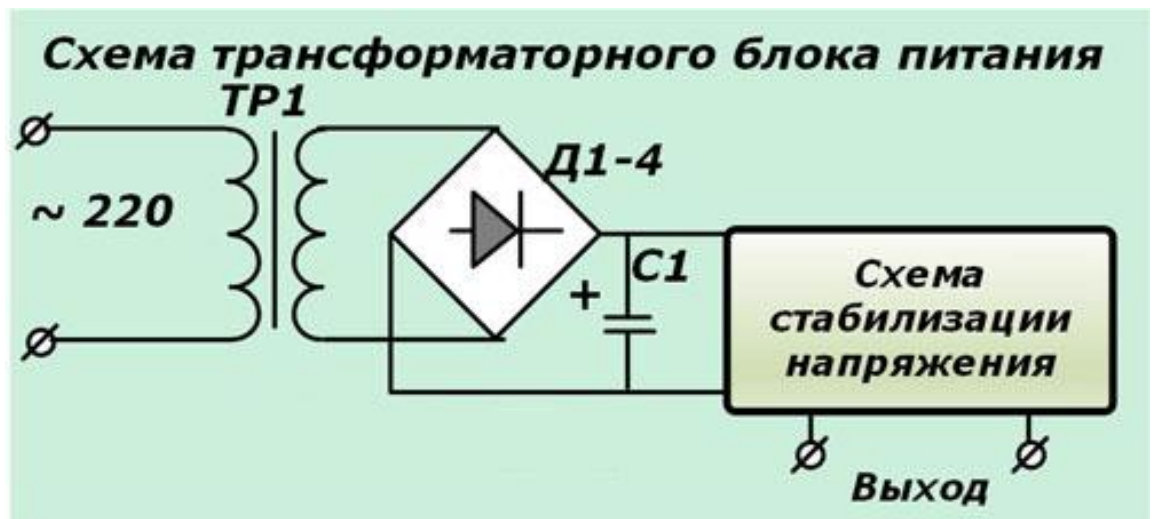 Схема трансформаторного блока питания
ТР1
Д1-4
~ 220
С1
+
Схема
стабилизации
напряжения
Выход